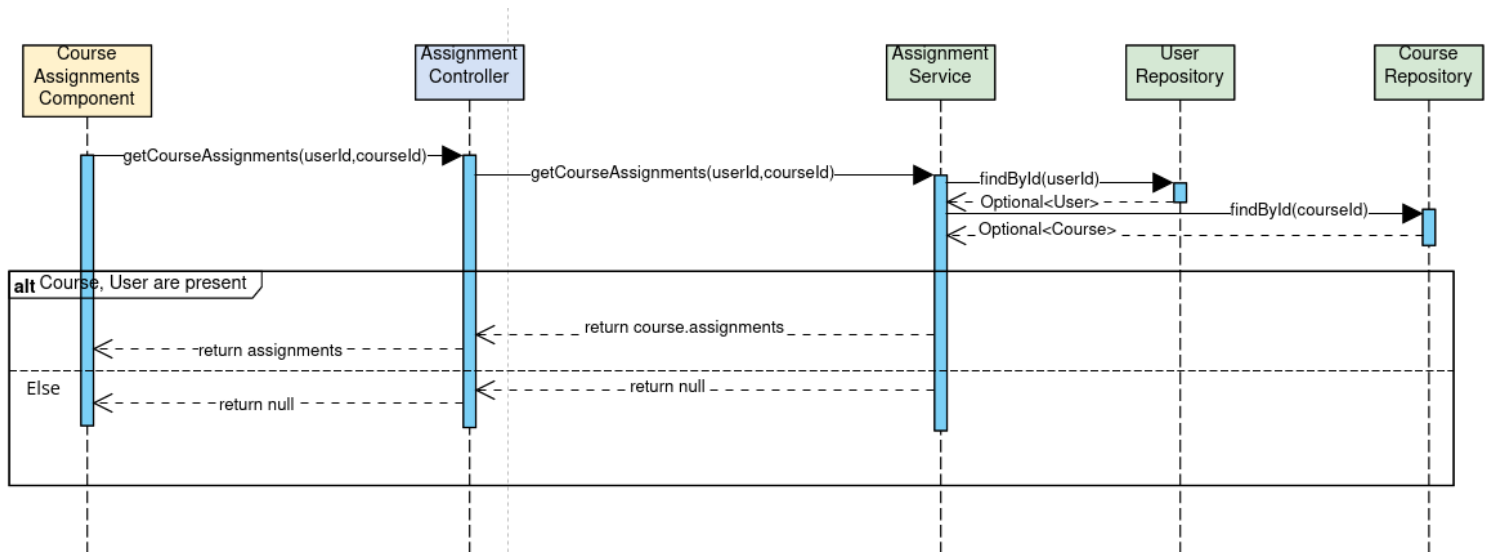 Course
Assignments
Component
Assignment
Controller
Assignment
Service
User
Repository
Course
Repository
getCourseAssignments(userId,courseId)
getCourseAssignments(userId,courseId)
findById(userId)
Optional<User>
findById(courseId)
Optional<Course>
alt Course, User are present
return course.assignments
return assignments
Else
return null
return null